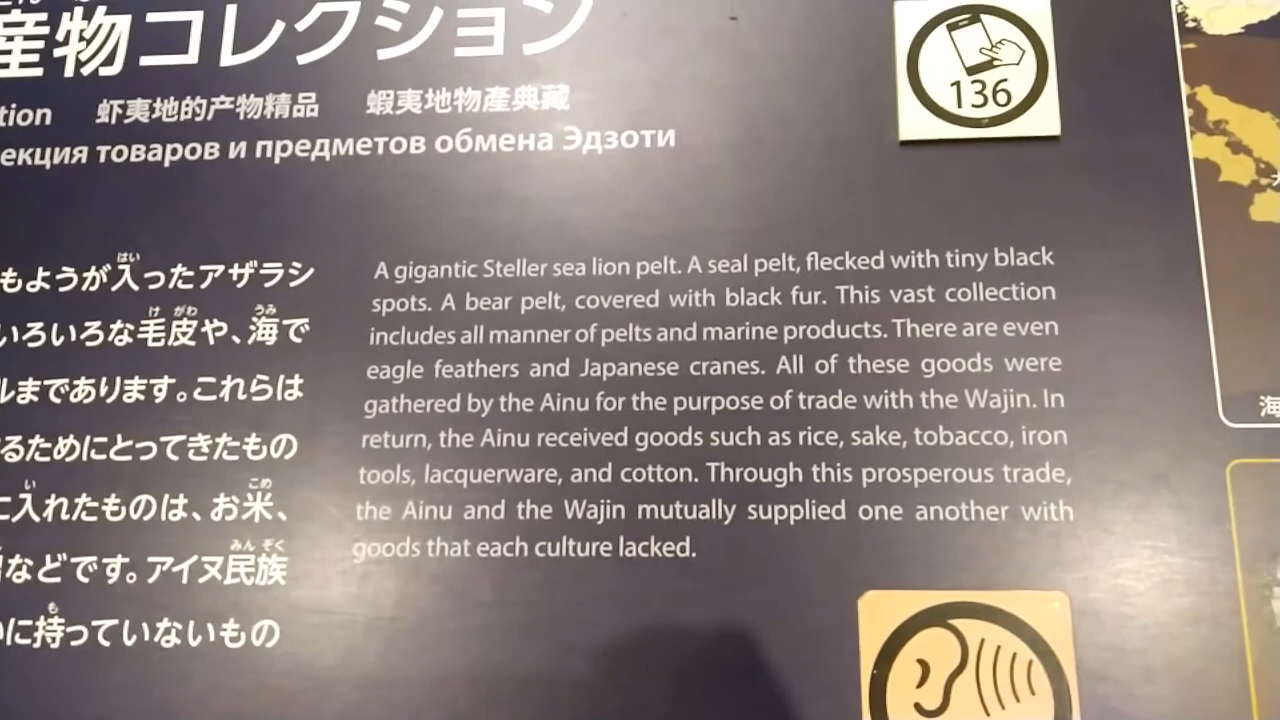 産物コレクション
tion 虾夷地的产物精品 蝦夷地物產典藏
екция товаров и предметов обмена Эдзоти
136
もようが入ったアザラシ
いろいろな毛皮や、海で
ルまであります。これらは
るためにとってきたもの
に入れたものは、お米、
などです。アイヌ民族
に持っていないもの
A gigantic Steller sea lion pelt. A seal pelt, flecked with tiny black
spots. A bear pelt, covered with black fur. This vast collection
includes all manner of pelts and marine products. There are even
eagle feathers and Japanese cranes. All of these goods were
gathered by the Ainu for the purpose of trade with the Wajin. In
return, the Ainu received goods such as rice, sake, tobacco, iron
tools, lacquerware, and cotton. Through this prosperous trade,
the Ainu and the Wajin mutually supplied one another with
goods that each culture lacked.
海